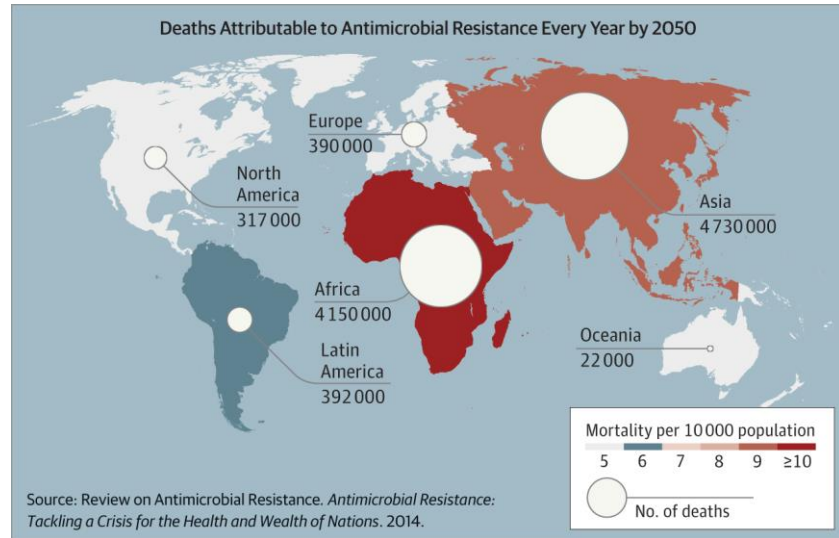 Deaths Attributable to Antimicrobial Resistance Every Year by 2050
Europe
390 000
North
America
317 000
Asia
4 730 000
Africa
4 150 000
Oceania
22 000
Latin
America
392 000
Mortality per 10 000 population
5 6 7 8 9 ≥10
No. of deaths
Source: Review on Antimicrobial Resistance. Antimicrobial Resistance:
Tackling a Crisis for the Health and Wealth of Nations. 2014.